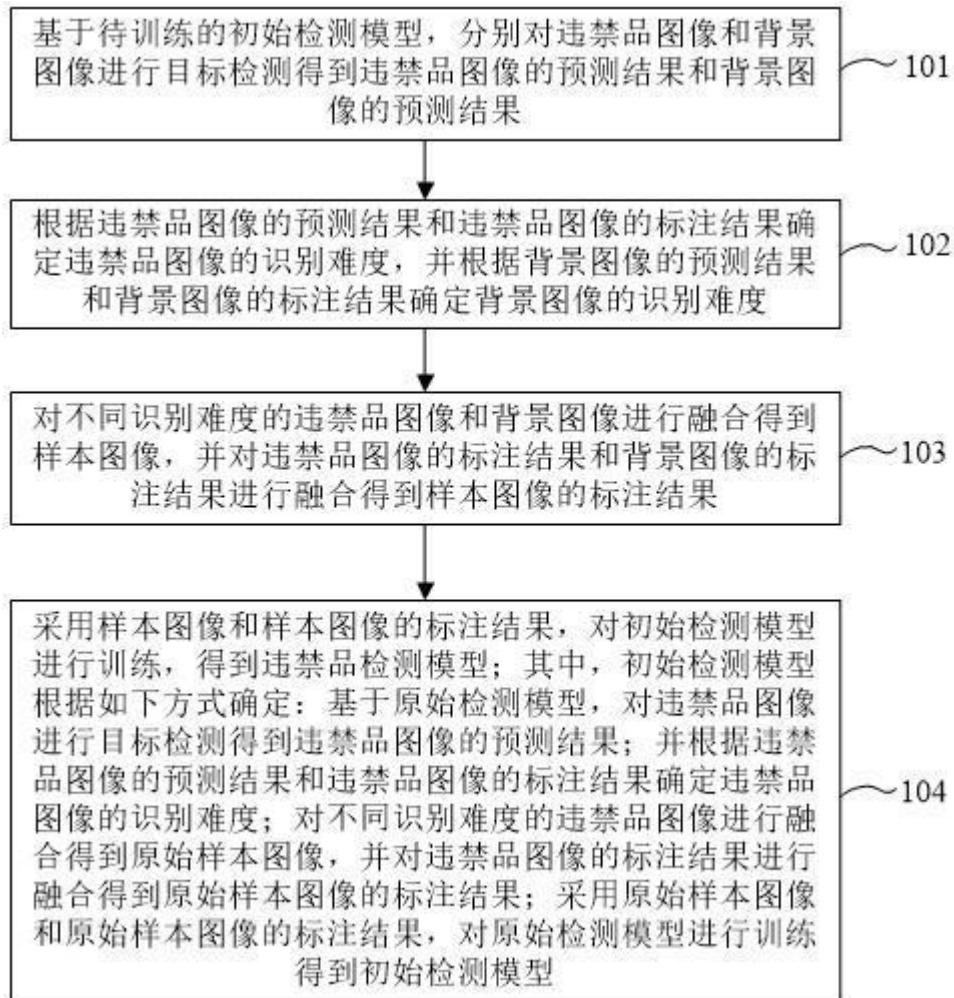 基于待训练的初始检测模型，分别对违禁品图像和背景
图像进行目标检测得到违禁品图像的预测结果和背景图
像的预测结果
101
根据违禁品图像的预测结果和违禁品图像的标注结果确
定违禁品图像的识别难度，并根据背景图像的预测结果
和背景图像的标注结果确定背景图像的识别难度
102
对不同识别难度的违禁品图像和背景图像进行融合得到
样本图像，并对违禁品图像的标注结果和背景图像的标
注结果进行融合得到样本图像的标注结果
103
采用样本图像和样本图像的标注结果，对初始检测模型
进行训练，得到违禁品检测模型；其中，初始检测模型
根据如下方式确定：基于原始检测模型，对违禁品图像
进行目标检测得到违禁品图像的预测结果；并根据违禁
品图像的预测结果和违禁品图像的标注结果确定违禁品
图像的识别难度；对不同识别难度的违禁品图像进行融
合得到原始样本图像，并对违禁品图像的标注结果进行
融合得到原始样本图像的标注结果；采用原始样本图像
和原始样本图像的标注结果，对原始检测模型进行训练
得到初始检测模型
104